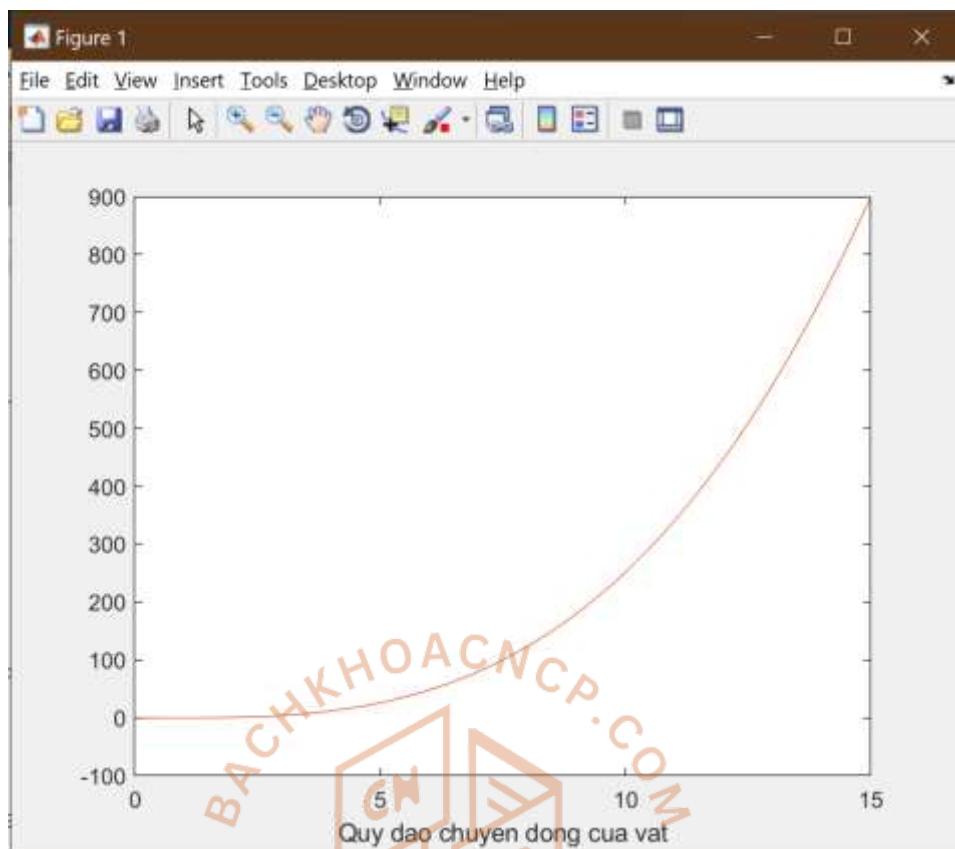 Figure 1
File Edit View Insert Tools Desktop Window Help
900
800
700
600
500
400
300
200
100
0
-100
0 5 10 15
Quy dao chuyen dong cua vat
BACHKHOACNCP.COM